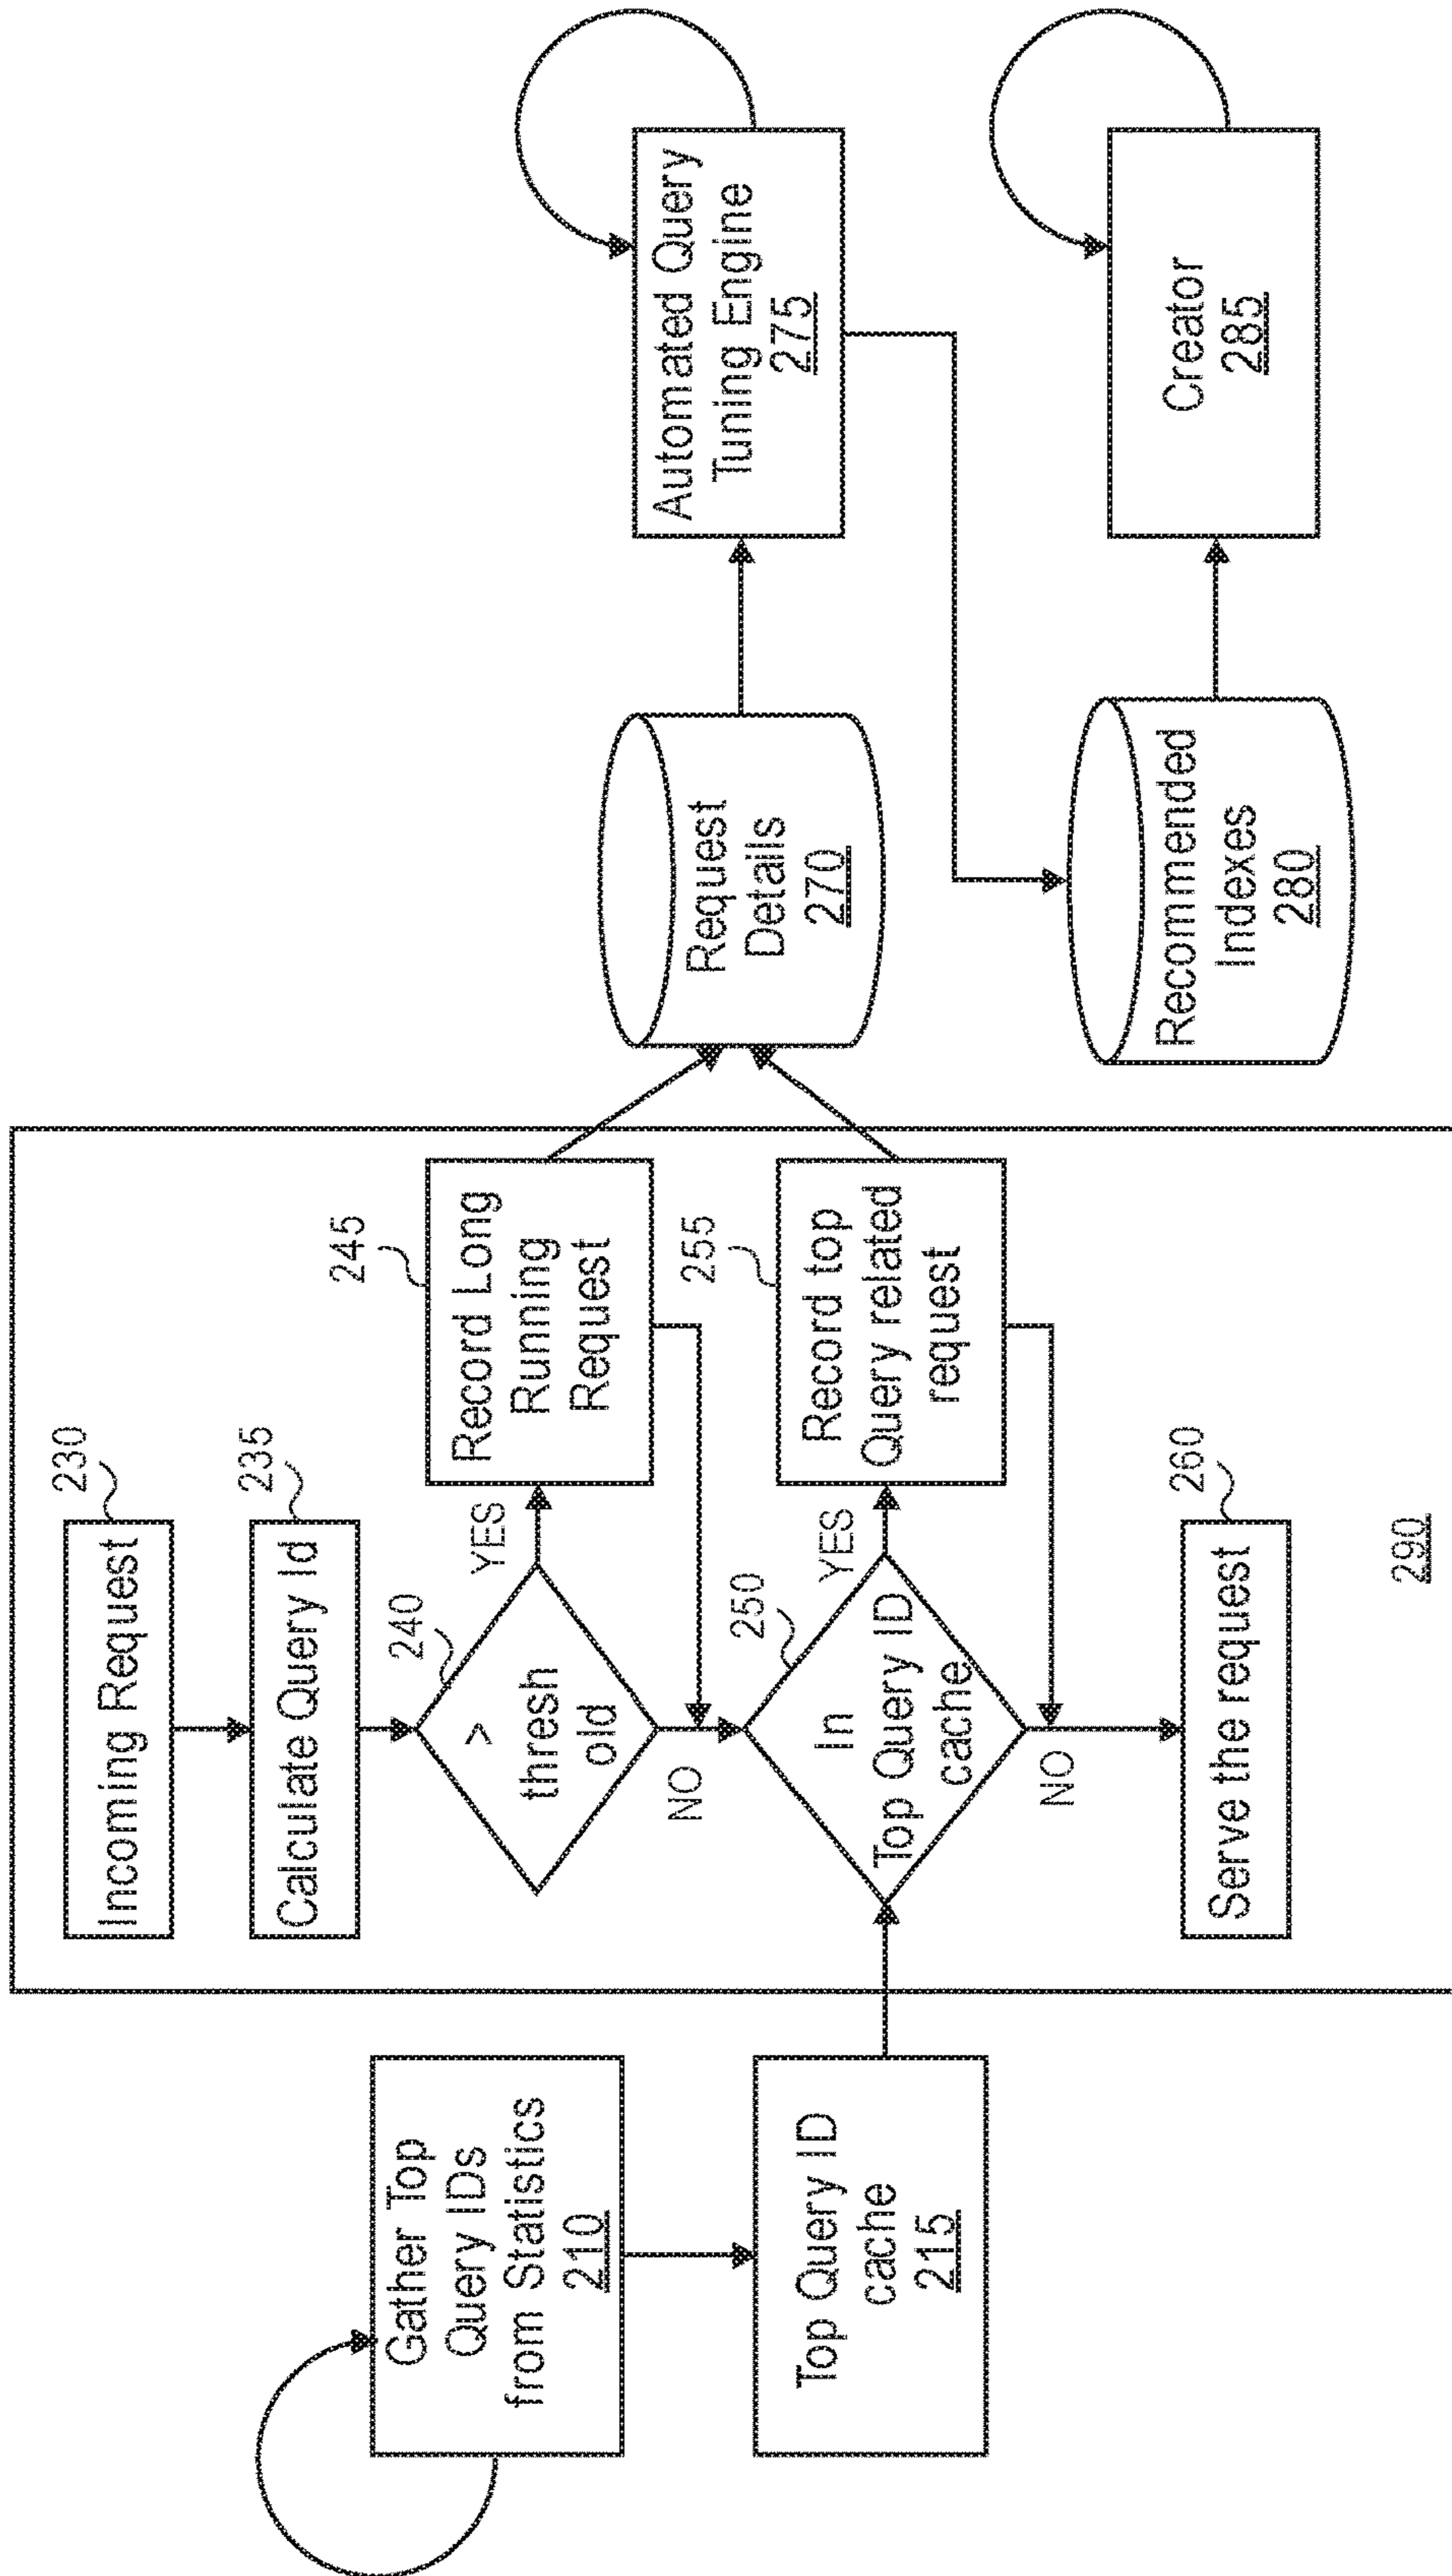 Gather Top
Query IDs
from Statistics
210
Top Query ID
cache
215
230
Incoming Request
235
Calculate Query Id
240
>
thresh
old
YES
NO
245
Record Long
Running
Request
250
In
Top Query ID
cache
YES
NO
255
Record top
Query related
request
260
Serve the request
290
Request
Details
270
Automated Query
Tuning Engine
275
Recommended
Indexes
280
Creator
285